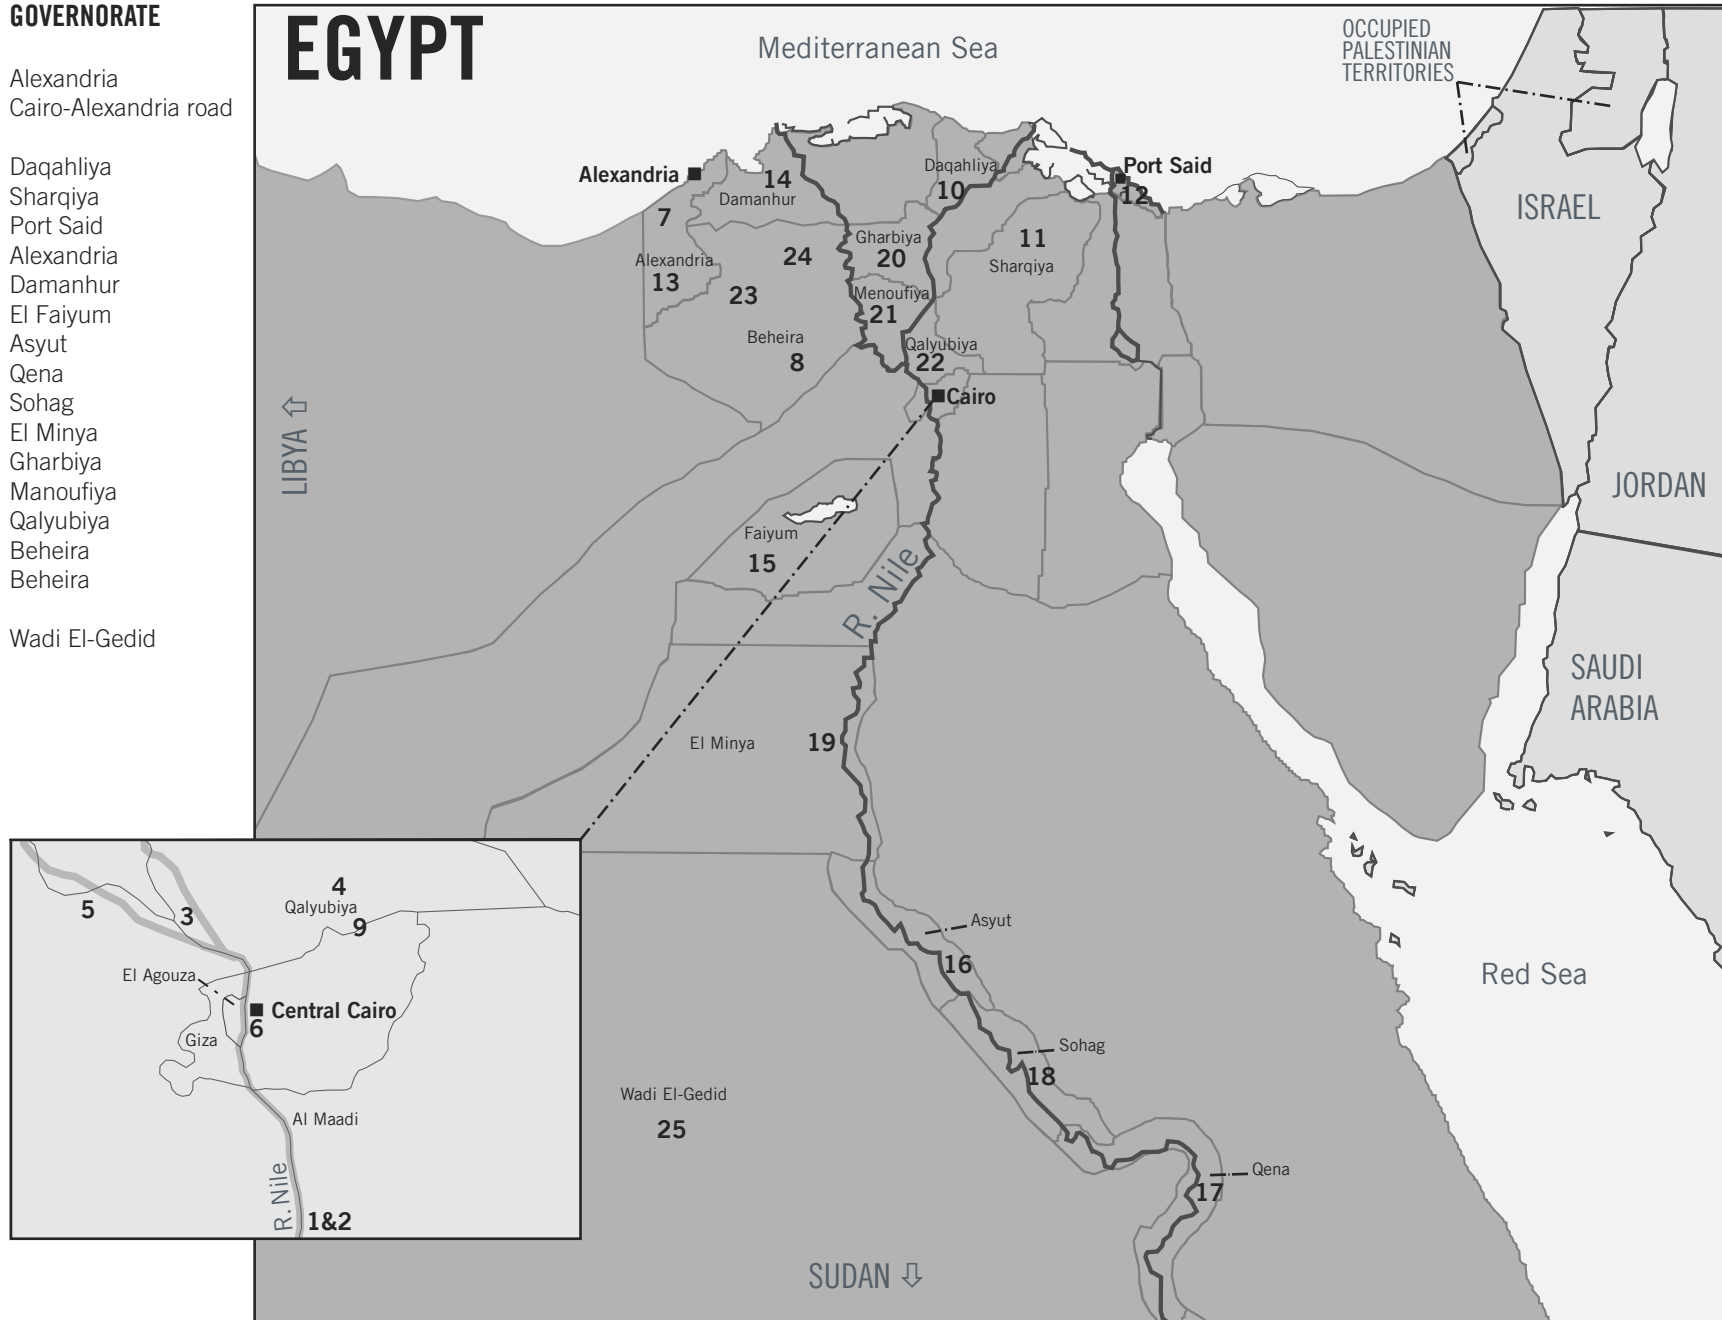 GOVERNORATE
Alexandria
Cairo-Alexandria road
Daqahliya
Sharqiya
Port Said
Alexandria
Damanhur
El Faiyum
Asyut
Qena
Sohag
El Minya
Gharbiya
Manoufiya
Qalyubiya
Beheira
Beheira
Wadi El-Gedid
EGYPT
Mediterranean Sea
OCCUPIED
PALESTINIAN
TERRITORIES
Alexandria
14
Damanhur
Daqahliya
10
Port Said
12
ISRAEL
7
Alexandria
13
24
23
Gharbiya
20
11
Sharqiya
Menoufiya
21
Beheira
8
Qalyubiya
22
Cairo
LIBYA
JORDAN
Faiyum
15
R. Nile
SAUDI
ARABIA
El Minya
19
Asyut
16
Sohag
18
Red Sea
Wadi El-Gedid
25
Qena
17
SUDAN
4
Qalyubiya
9
5
3
El Agouza
Central Cairo
6
Giza
Al Maadi
R. Nile
1&2